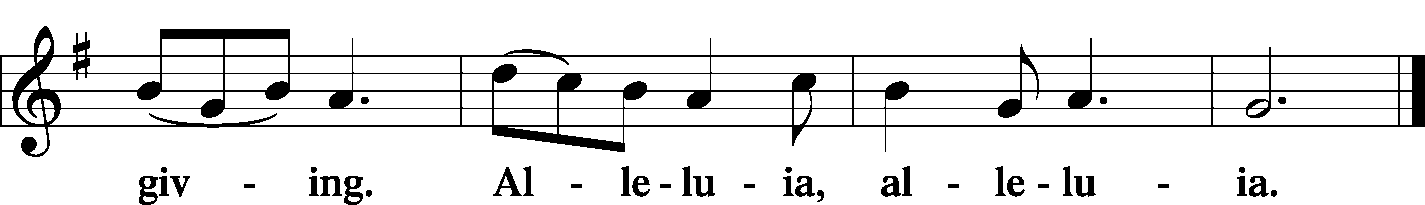 giv - ing. Al - le - lu - ia, al - le - lu - ia.